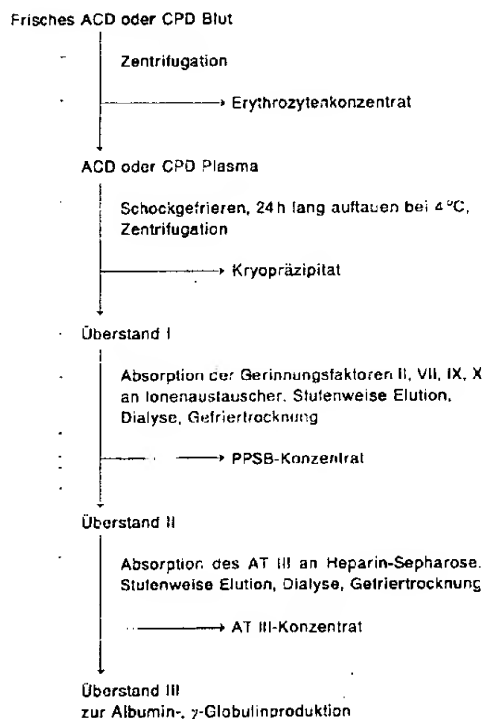 Frisches ACD oder CPD Blut
Zentrifugation
Erythrozytenkonzentrat
ACD oder CPD Plasma
Schockgefrieren, 24 h lang auftauen bei 4 °C,
Zentrifugation
Kryopräzipitat
Überstand I
Absorption der Gerinnungsfaktoren II, VII, IX, X
an Ionenaustauscher. Stufenweise Elution,
Dialyse, Gefriertrocknung
PPSB-Konzentrat
Überstand II
Absorption des AT III an Heparin-Sepharose.
Stufenweise Elution, Dialyse, Gefriertrocknung
AT III-Konzentrat
Überstand III
zur Albumin-, γ-Globulinproduktion